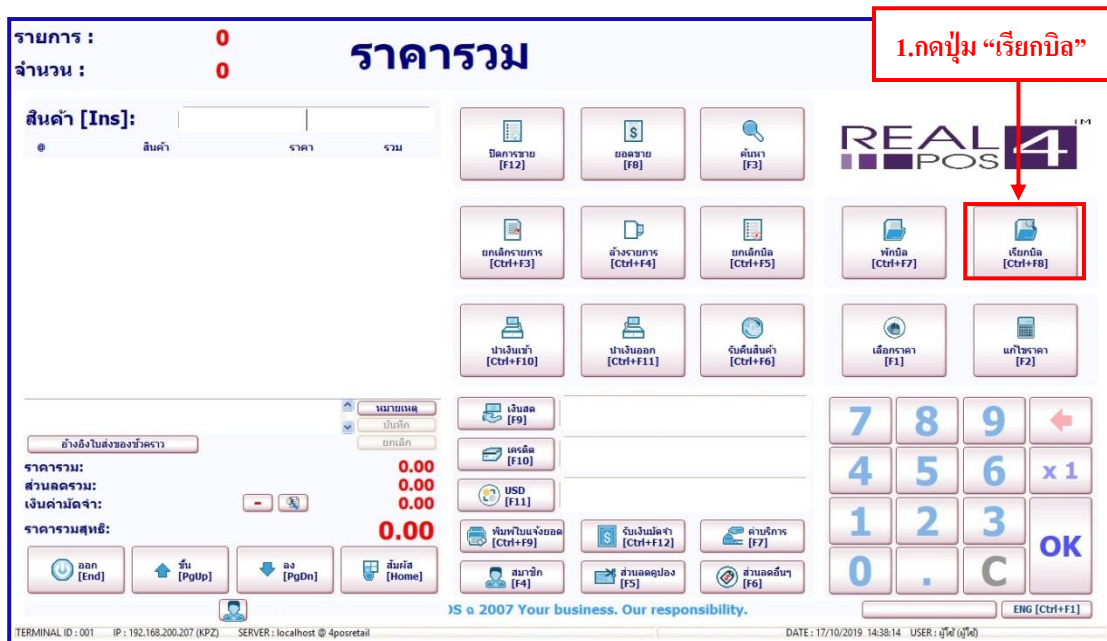 รายการ : 0
จำนวน : 0
ราคารวม
1.กดปุ่ม “เรียกบิล”
สินค้า [Ins]:
@ สินค้า ราคา รวม
ปิดการขาย
[F12]
ยอดขาย
[F8]
ค้นหา
[F3]
REAL 4 TM
POS
ยกเลิกรายการ
[Ctrl+F3]
ล้างรายการ
[Ctrl+F4]
ยกเลิกบิล
[Ctrl+F5]
พักบิล
[Ctrl+F7]
เรียกบิล
[Ctrl+F8]
นำเงินเข้า
[Ctrl+F10]
นำเงินออก
[Ctrl+F11]
รับคืนสินค้า
[Ctrl+F6]
เลือกราคา
[F1]
แก้ไขราคา
[F2]
หมายเหตุ
บันทึก
ยกเลิก
อ้างอิงใบส่งของชั่วคราว
ราคารวม: 0.00
ส่วนลดรวม: 0.00
เงินค่ามัดจำ: - 0.00
ราคารวมสุทธิ: 0.00
เงินสด
[F9]
เครดิต
[F10]
USD
[F11]
พิมพ์ใบแจ้งยอด
[Ctrl+F9]
รับเงินมัดจำ
[Ctrl+F12]
ค่าบริการ
[F7]
สมาชิก
[F4]
ส่วนลดคูปอง
[F5]
ส่วนลดอื่นๆ
[F6]
7 8 9
4 5 6 x 1
1 2 3 OK
0 . C
ออก
[End]
ขึ้น
[PgUp]
ลง
[PgDn]
สัมผัส
[Home]
OS ฉ 2007 Your business. Our responsibility.
ENG [Ctrl+F1]
TERMINAL ID : 001 IP : 192.168.200.207 (KPZ) SERVER : localhost @ 4posretail DATE : 17/10/2019 14:38:14 USER : ผู้ใช้ (ผู้ใช้)